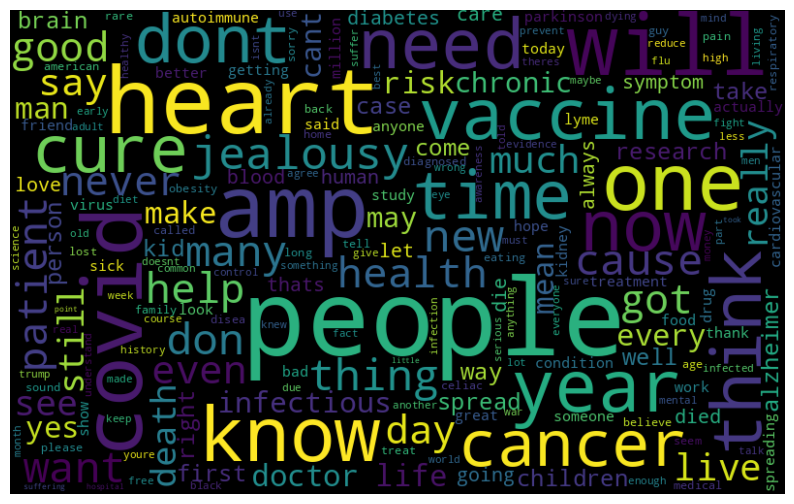 brain
rare
autoimmune
dont
cant
need
will
diabetes
care
parkinson
use
dying
guy
mind
prevent
today
theres
isnt
sorry
suffer
reduce
pain
living
flu
high
respiratory
good
american
healthy
million
better
getting
say
heart
risk
chronic
best
symptom
take
man
early
adult
already
back
case
vaccine
maybe
actually
friend
said
anyone
lyme
fight
less
cure
home
come
told
evidence
jealousy
much
always
research
men
one
really
cardiovascular
love
never
obesity
blood
agree
human
diagnosed
wrong
awareness
virus
diet
study
eye
time
now
part
took
money
science
person
old
make
called
amp
may
hope
must
kidney
patient
covid
lost
kid
many
long
tell
give
let
new
eating
mean
cause
sick
doesnt
something
health
treatment
sure
common
control
thats
die
food
drug
everyone
still
week
help
people
got
think
point
family
look
disea
knew
fact
infection
serious
anything
every
thank
real
course
don
trump
understand
history
bad
lot
condition
well
age
infected
alzheimer
sound
made
even
thing
little
way
celiac
work
mental
see
show
death
due
year
keep
right
infectious
another
spread
great
war
someone
died
yes
youre
know
day
believe
seem
talk
spreading
month
please
want
first
doctor
treat
life
world
going
cancer
children
enough
live
medical
suffering
hospital
free
black